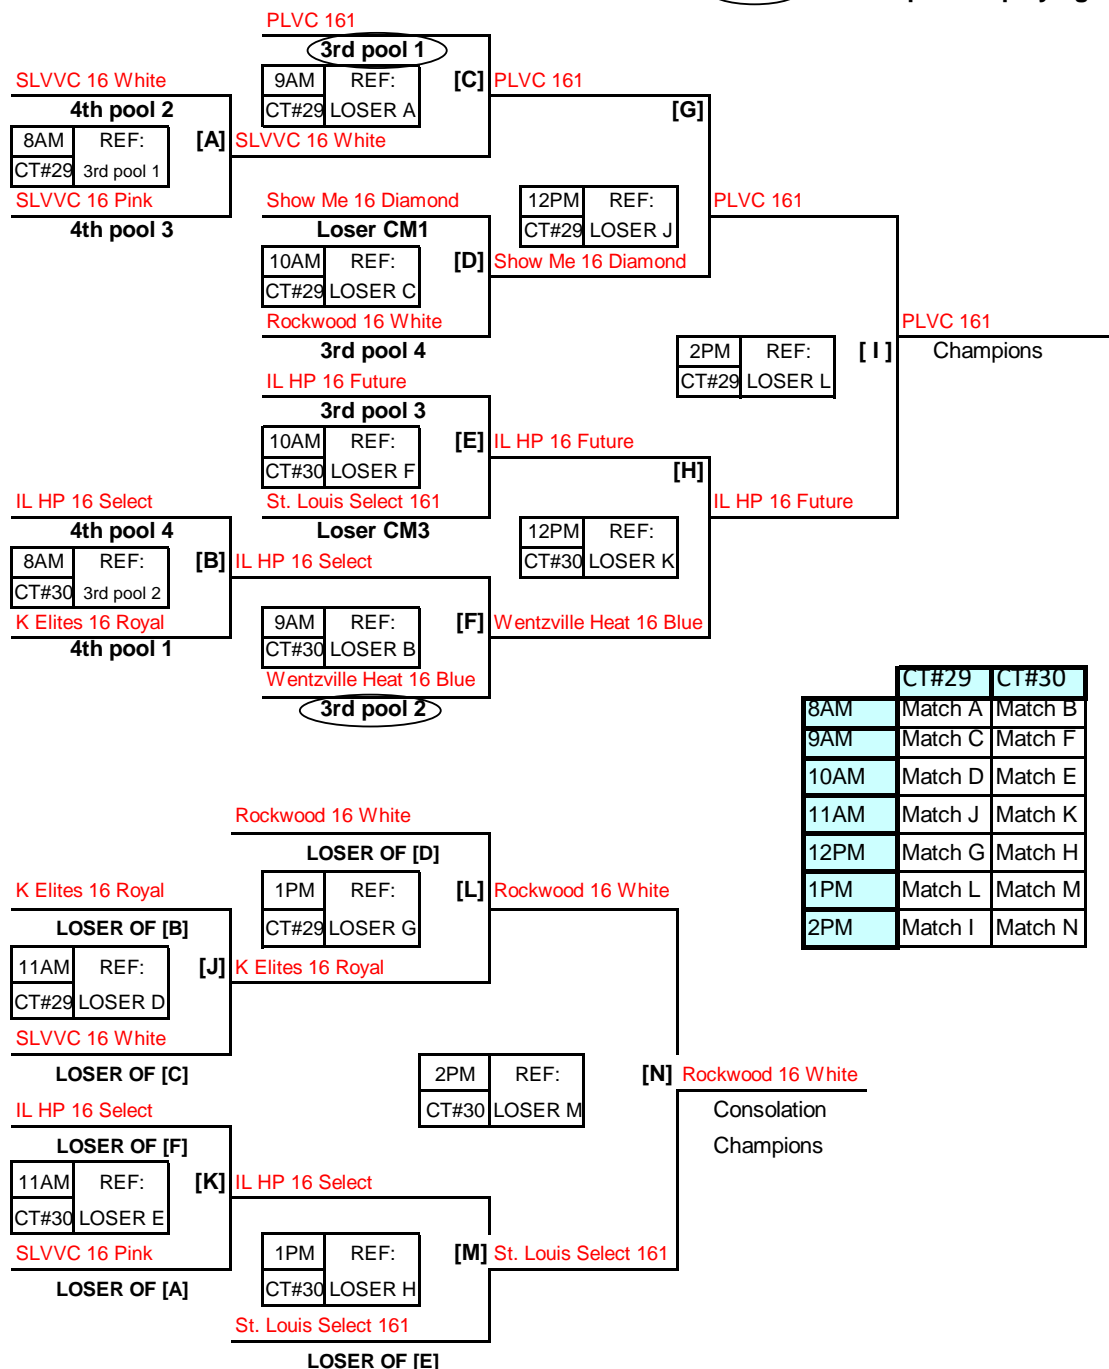 PLVC 161
3rd pool 1
9AM REF: [C] PLVC 161
CT#29 LOSER A
SLVVC 16 White
4th pool 2
[G]
8AM REF: [A] SLVVC 16 White
CT#29 3rd pool 1
SLVVC 16 Pink
4th pool 3
Show Me 16 Diamond
Loser CM1
12PM REF: PLVC 161
CT#29 LOSER J
10AM REF: [D] Show Me 16 Diamond
CT#29 LOSER C
Rockwood 16 White
3rd pool 4
PLVC 161
2PM REF: [ I ] Champions
CT#29 LOSER L
IL HP 16 Future
3rd pool 3
10AM REF: [E] IL HP 16 Future
CT#30 LOSER F
[H]
St. Louis Select 161
Loser CM3
IL HP 16 Select
4th pool 4
IL HP 16 Future
12PM REF:
CT#30 LOSER K
8AM REF: [B] IL HP 16 Select
CT#30 3rd pool 2
K Elites 16 Royal
4th pool 1
9AM REF: [F] Wentzville Heat 16 Blue
CT#30 LOSER B
Wentzville Heat 16 Blue
3rd pool 2
CT#29 CT#30
8AM Match A Match B
9AM Match C Match F
10AM Match D Match E
11AM Match J Match K
12PM Match G Match H
1PM Match L Match M
2PM Match I Match N
Rockwood 16 White
LOSER OF [D]
1PM REF: [L] Rockwood 16 White
CT#29 LOSER G
K Elites 16 Royal
LOSER OF [B]
11AM REF: [J] K Elites 16 Royal
CT#29 LOSER D
SLVVC 16 White
LOSER OF [C]
2PM REF: [N] Rockwood 16 White
CT#30 LOSER M
Consolation
Champions
IL HP 16 Select
LOSER OF [F]
11AM REF: [K] IL HP 16 Select
CT#30 LOSER E
SLVVC 16 Pink
LOSER OF [A]
1PM REF: [M] St. Louis Select 161
CT#30 LOSER H
St. Louis Select 161
LOSER OF [E]